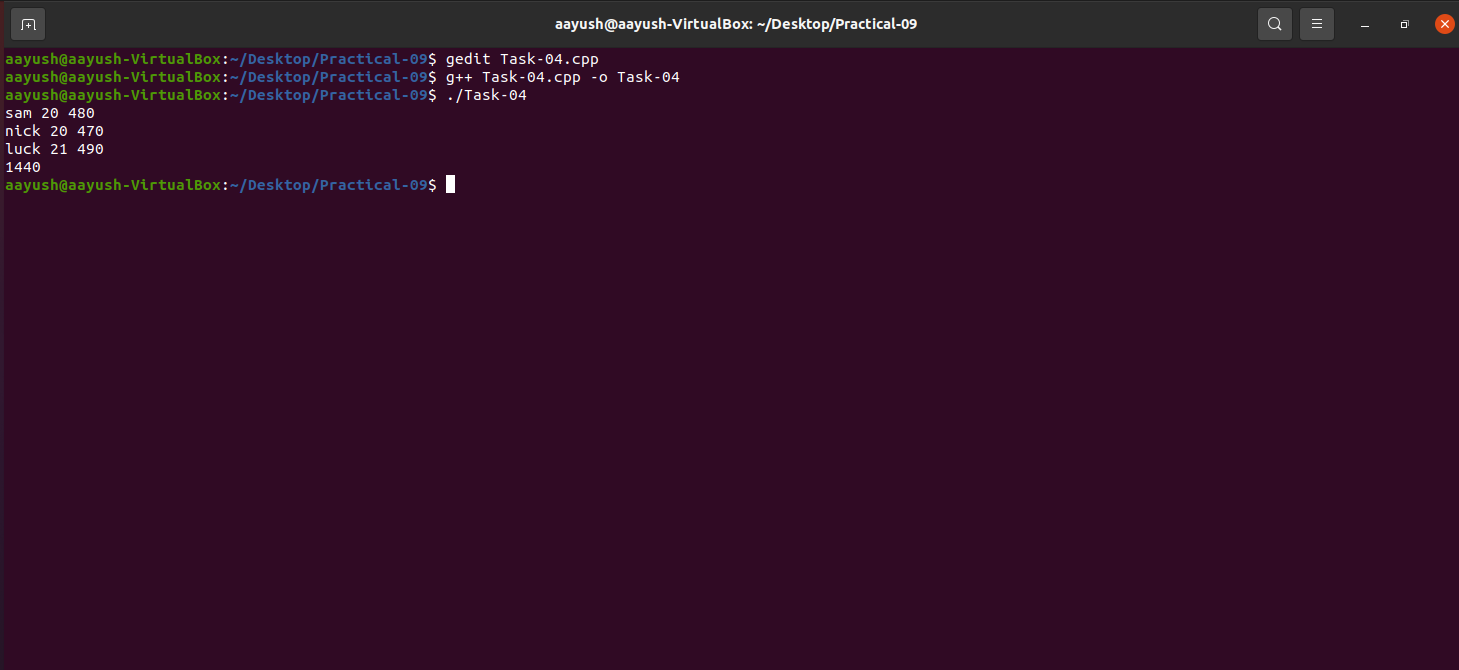 aayush@aayush-VirtualBox: ~/Desktop/Practical-09
aayush@aayush-VirtualBox:~/Desktop/Practical-09$ gedit Task-04.cpp
aayush@aayush-VirtualBox:~/Desktop/Practical-09$ g++ Task-04.cpp -o Task-04
aayush@aayush-VirtualBox:~/Desktop/Practical-09$ ./Task-04
sam 20 480
nick 20 470
luck 21 490
1440
aayush@aayush-VirtualBox:~/Desktop/Practical-09$